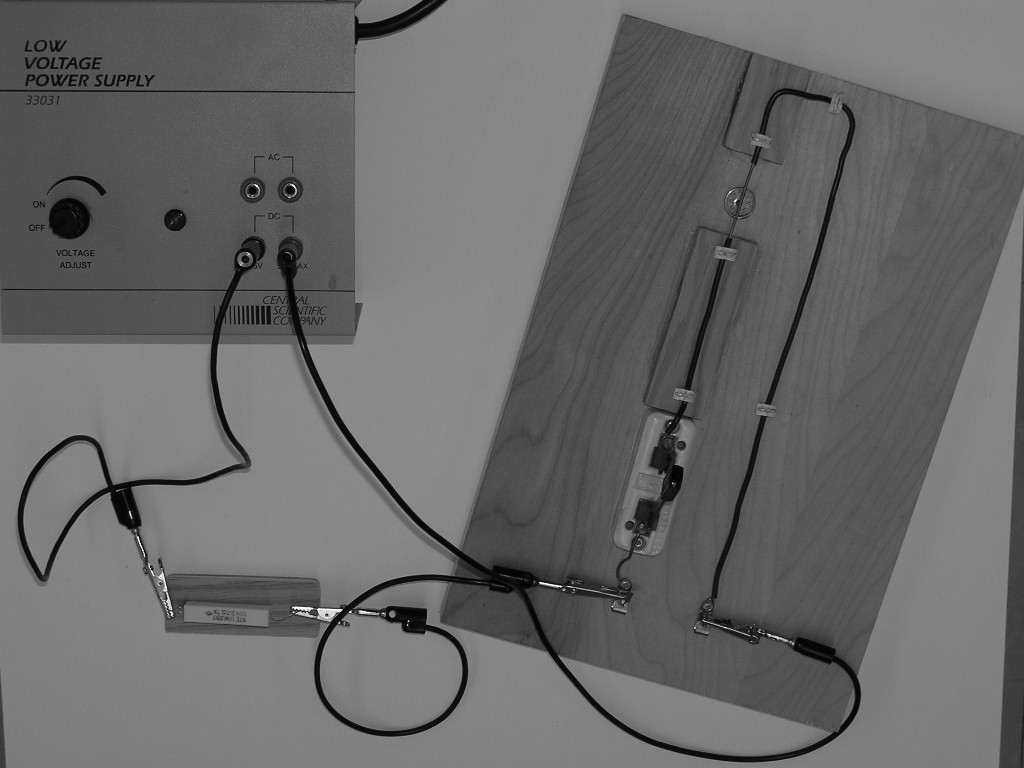 LOW
VOLTAGE
POWER SUPPLY
33031
AC
ON
DC
OFF
VOLTAGE
ADJUST
CENTRAL
SCIENTIFIC
COMPANY